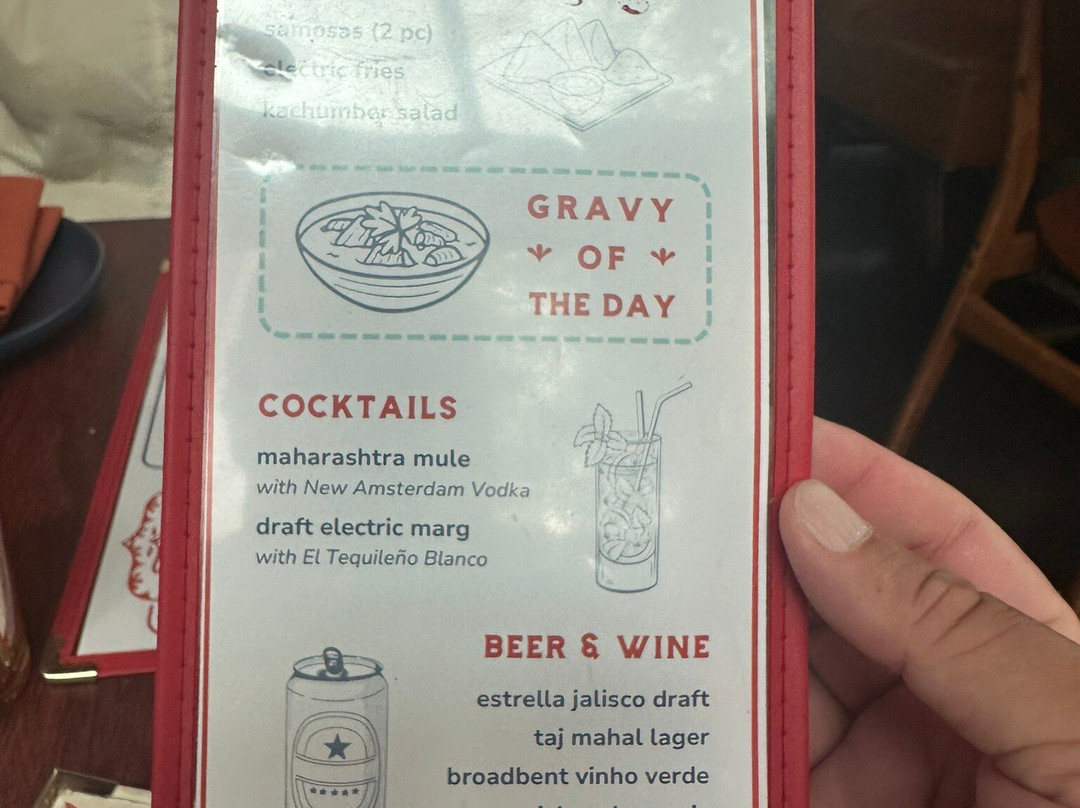 samosas (2 pc)
electric fries
kachumber salad
GRAVY
OF
THE DAY
COCKTAILS
maharashtra mule
with New Amsterdam Vodka
draft electric marg
with El Tequileño Blanco
BEER & WINE
estrella jalisco draft
taj mahal lager
broadbent vinho verde